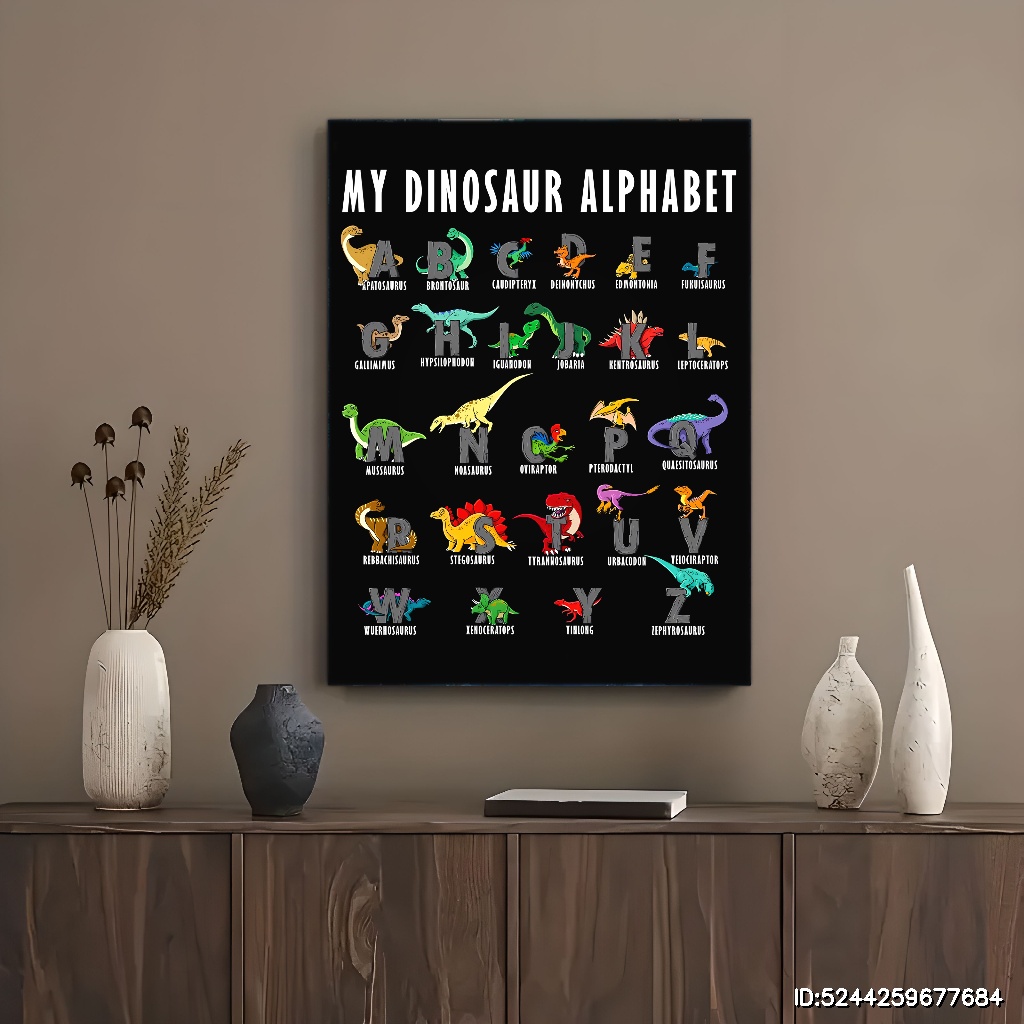 MY DINOSAUR ALPHABET
A B C D E F
APATOSAURUS BRONTOSAUR CAUDIPTERYX DEINONYCHUS EDMONTONIA FUKUISAURUS
G H I J K L
GALLIMIMUS HYPSILOPHODON IGUANODON JOBARIA KENTROSAURUS LEPTOCERATOPS
M N O P Q
MUSSAURUS NOASAURUS OVIRAPTOR PTERODACTYL QUAESITOSAURUS
R S T U V
REBBACHISAURUS STEGOSAURUS TYRANNOSAURUS URBACODON VELOCIRAPTOR
W X Y Z
WUERHOSAURUS XENOCERATOPS YINLONG ZEPHYROSAURUS
ID:5244259677684